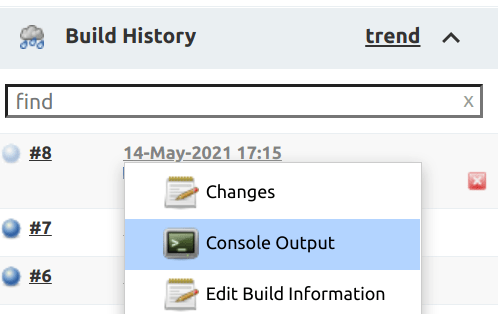 Build History trend
find x
#8 14-May-2021 17:15
Changes
#7
Console Output
#6
Edit Build Information